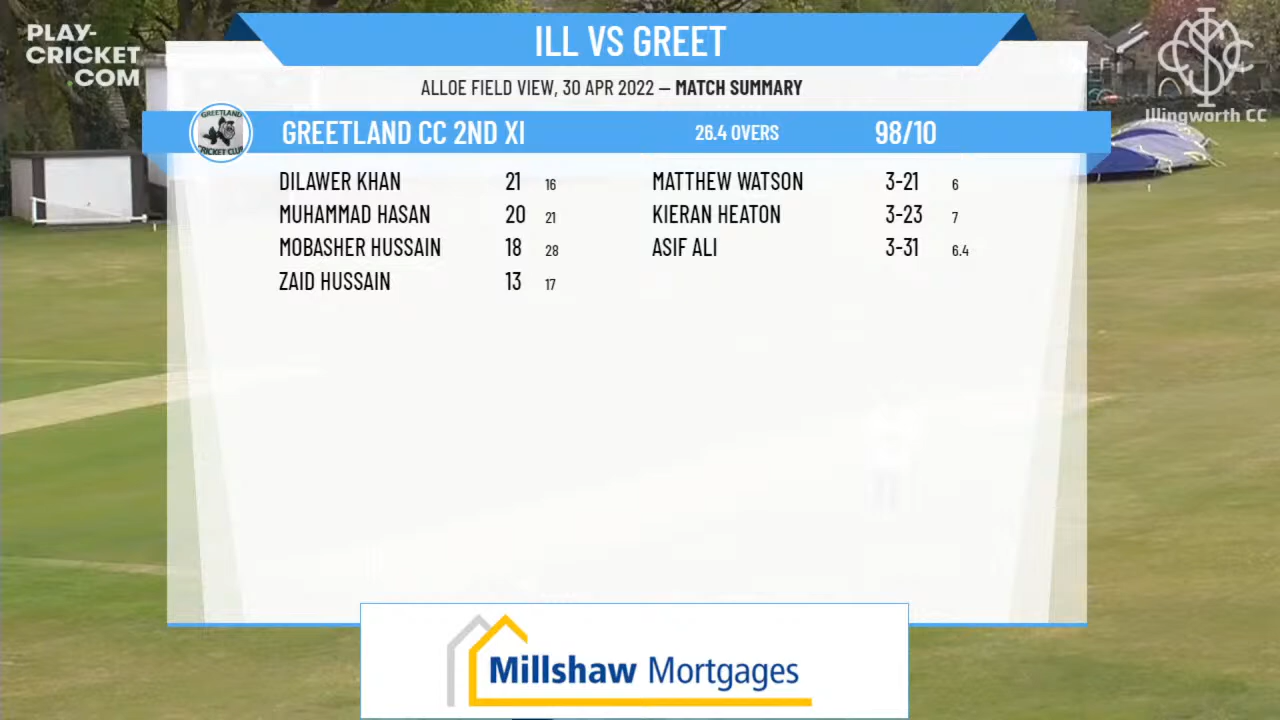 PLAY-
CRICKET
.COM
ILL VS GREET
Illingworth CC
ALLOE FIELD VIEW, 30 APR 2022 – MATCH SUMMARY
GREETLAND
CRICKET CLUB
GREETLAND CC 2ND XI 26.4 OVERS 98/10
DILAWER KHAN 21 16 MATTHEW WATSON 3-21 6
MUHAMMAD HASAN 20 21 KIERAN HEATON 3-23 7
MOBASHER HUSSAIN 18 28 ASIF ALI 3-31 6.4
ZAID HUSSAIN 13 17
Millshaw Mortgages